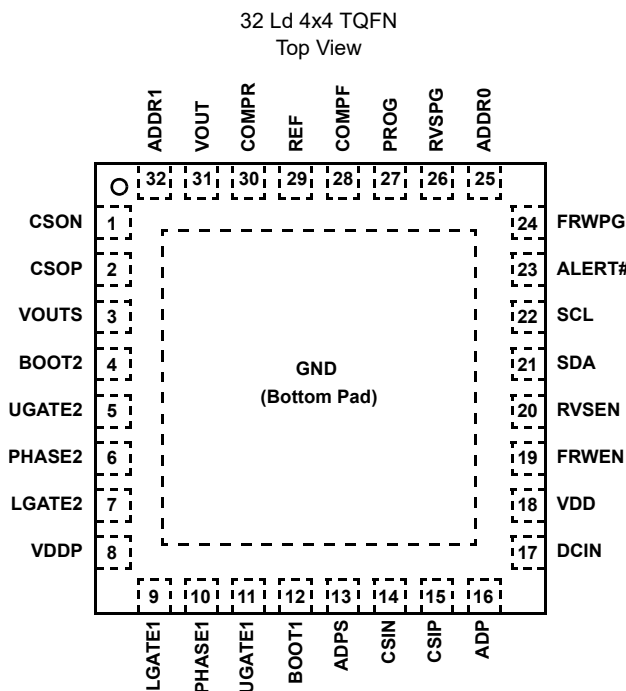 32 Ld 4x4 TQFN
Top View
ADDR1
VOUT
COMPR
REF
COMPF
PROG
RVSPG
ADDR0
32 31 30 29 28 27 26 25
CSON 1
CSOP 2
VOUTS 3
BOOT2 4
UGATE2 5
PHASE2 6
LGATE2 7
VDDP 8
24 FRWPG
23 ALERT#
22 SCL
21 SDA
20 RVSEN
19 FRWEN
18 VDD
17 DCIN
GND
(Bottom Pad)
9 10 11 12 13 14 15 16
LGATE1
PHASE1
UGATE1
BOOT1
ADPS
CSIN
CSIP
ADP